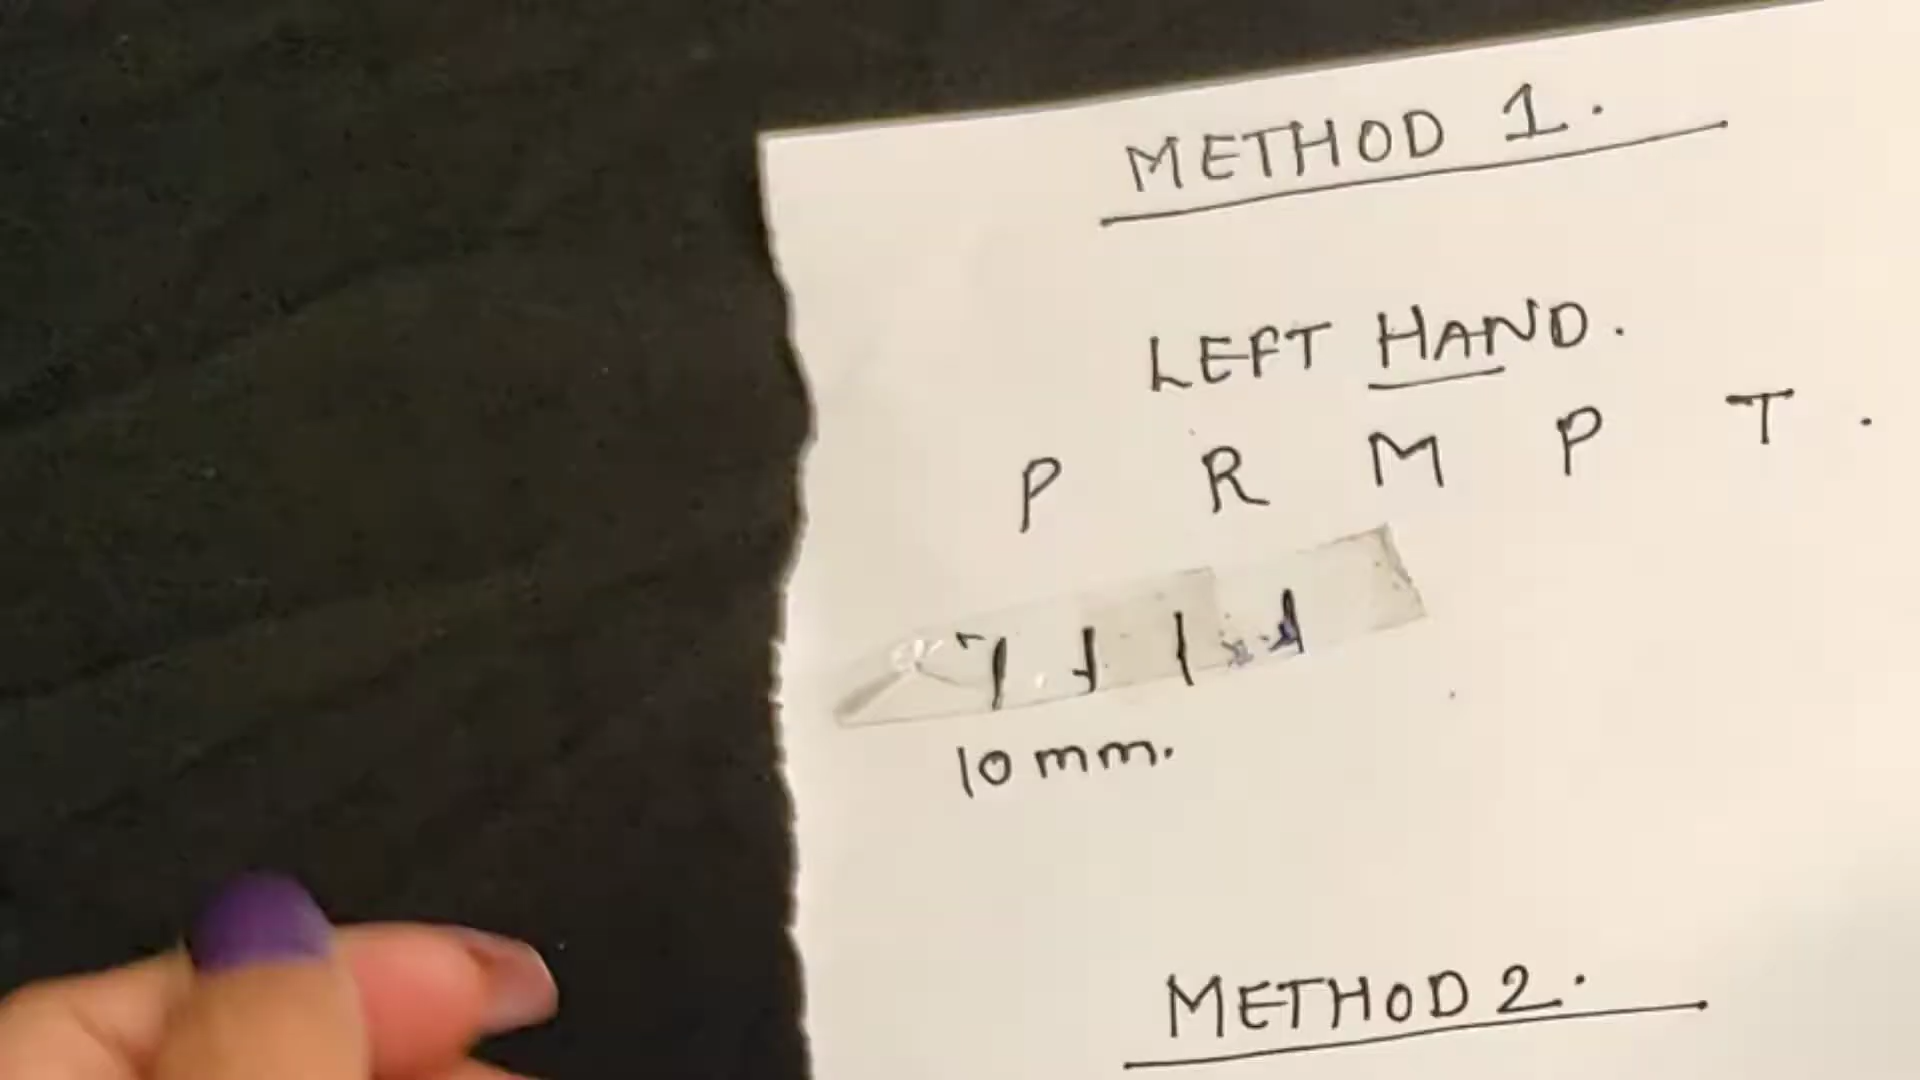 METHOD 1.
LEFT HAND.
P R M P T.
10 mm.
METHOD 2.